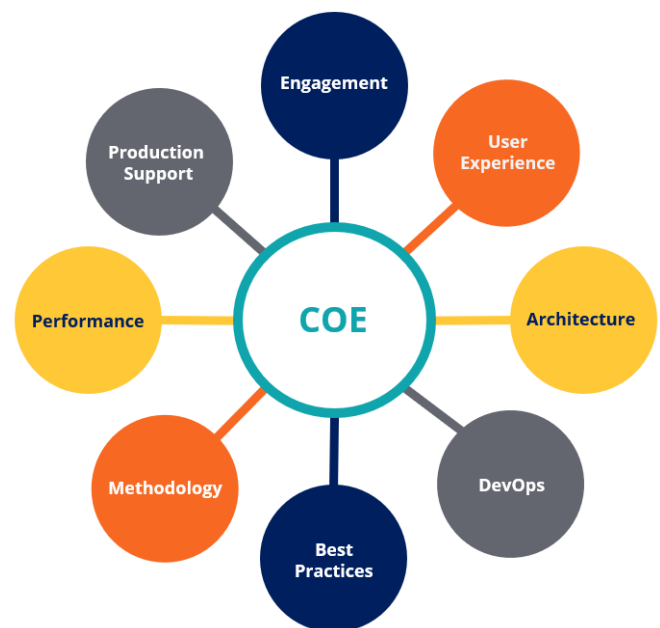 Engagement
User
Experience
Production
Support
COE
Performance
Architecture
Methodology
DevOps
Best
Practices